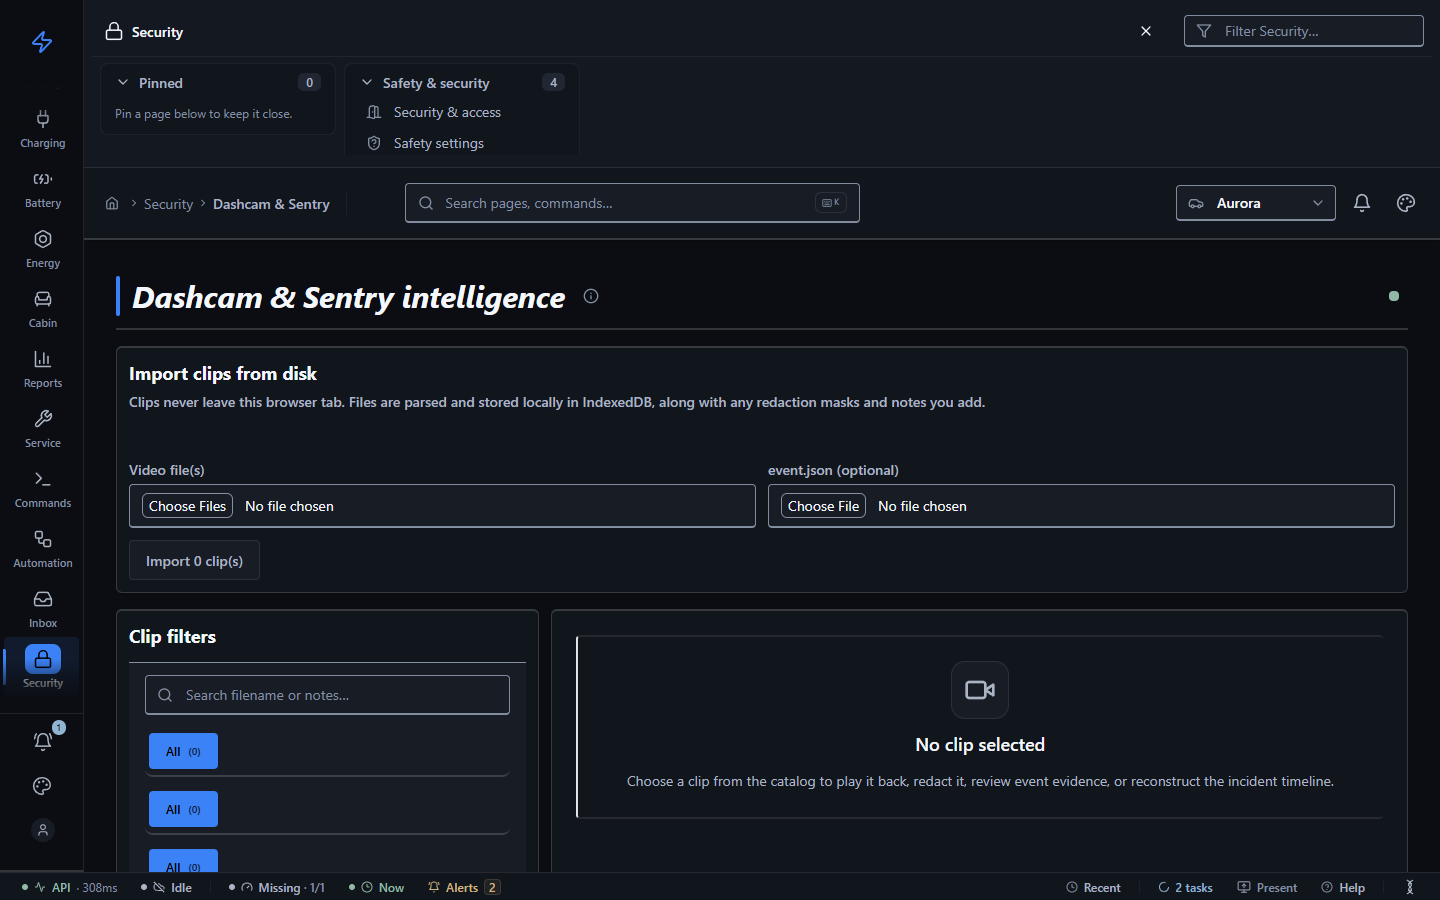 Security
Filter Security...
Pinned
0
Pin a page below to keep it close.
Safety & security
4
Security & access
Safety settings
Charging
Battery
Energy
Cabin
Reports
Service
Commands
Automation
Inbox
Security
1
Security
Dashcam & Sentry
Search pages, commands...
K
Aurora
Dashcam & Sentry intelligence
Import clips from disk
Clips never leave this browser tab. Files are parsed and stored locally in IndexedDB, along with any redaction masks and notes you add.
Video file(s)
Choose Files No file chosen
event.json (optional)
Choose File No file chosen
Import 0 clip(s)
Clip filters
Search filename or notes...
All (0)
All (0)
All (0)
No clip selected
Choose a clip from the catalog to play it back, redact it, review event evidence, or reconstruct the incident timeline.
API · 308ms
Idle
Missing · 1/1
Now
Alerts 2
Recent
2 tasks
Present
Help